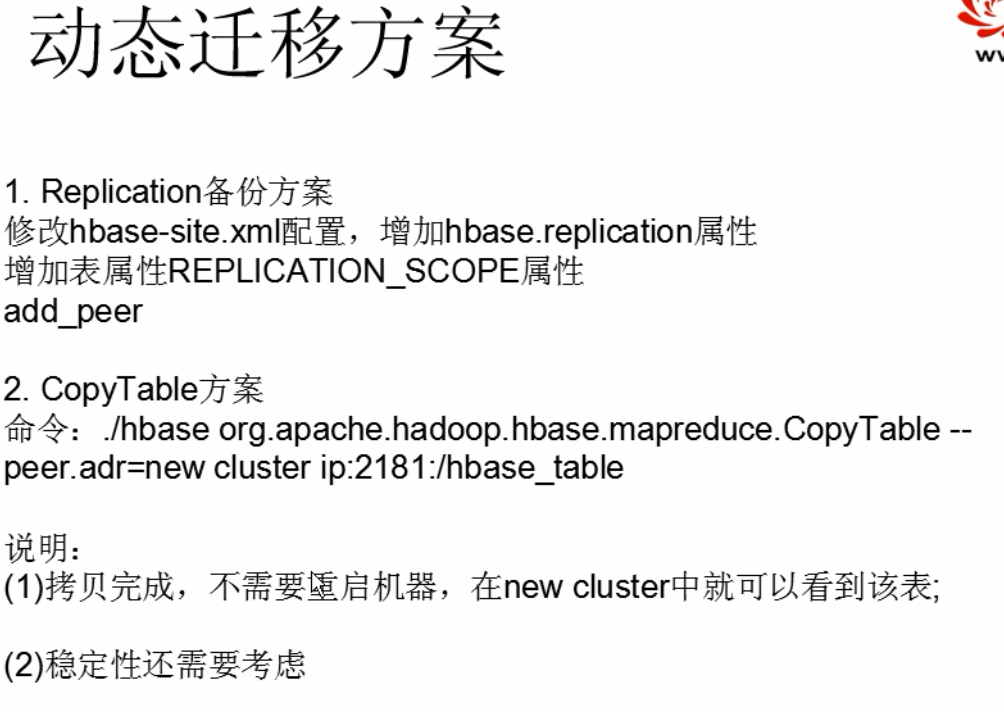 动态迁移方案
ww
1. Replication备份方案
修改hbase-site.xml配置，增加hbase.replication属性
增加表属性REPLICATION_SCOPE属性
add_peer
2. CopyTable方案
命令：./hbase org.apache.hadoop.hbase.mapreduce.CopyTable --
peer.adr=new cluster ip:2181:/hbase_table
说明：
(1)拷贝完成，不需要重启机器，在new cluster中就可以看到该表;
(2)稳定性还需要考虑